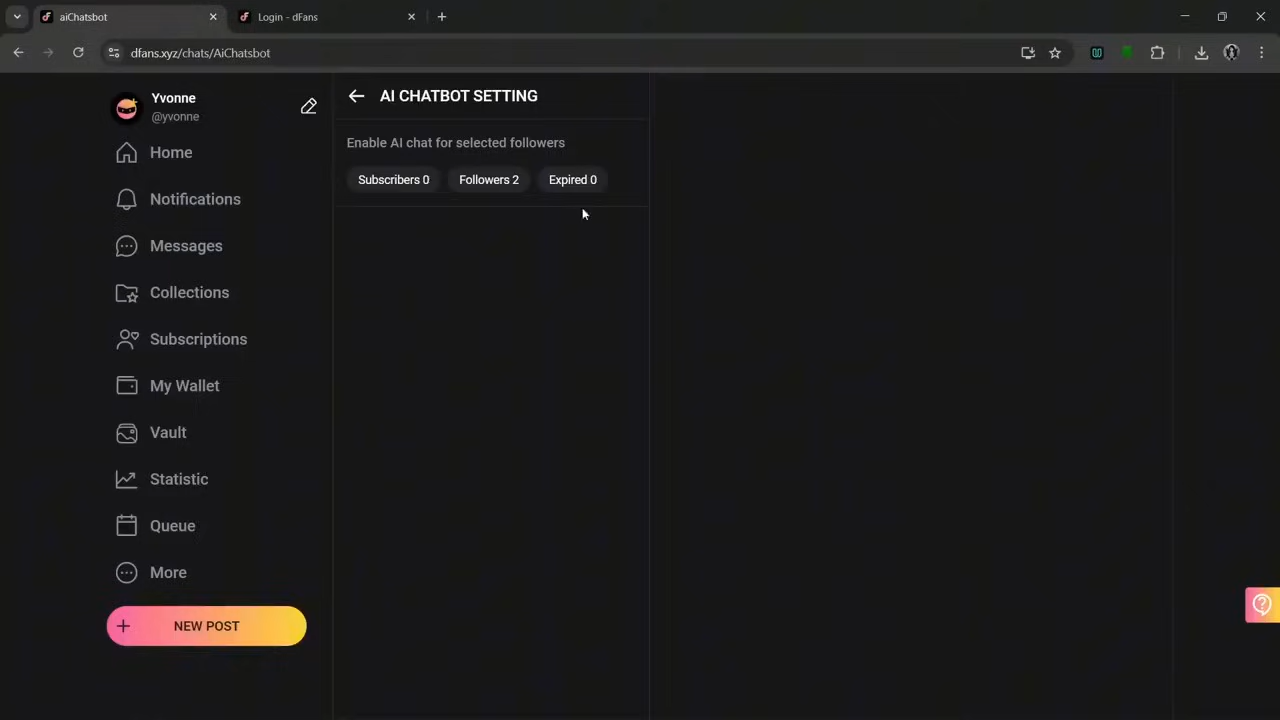 aiChatsbot
Login - dFans
dfans.xyz/chats/AiChatsbot
Yvonne
@yvonne
Home
Notifications
Messages
Collections
Subscriptions
My Wallet
Vault
Statistic
Queue
More
NEW POST
AI CHATBOT SETTING
Enable AI chat for selected followers
Subscribers 0
Followers 2
Expired 0